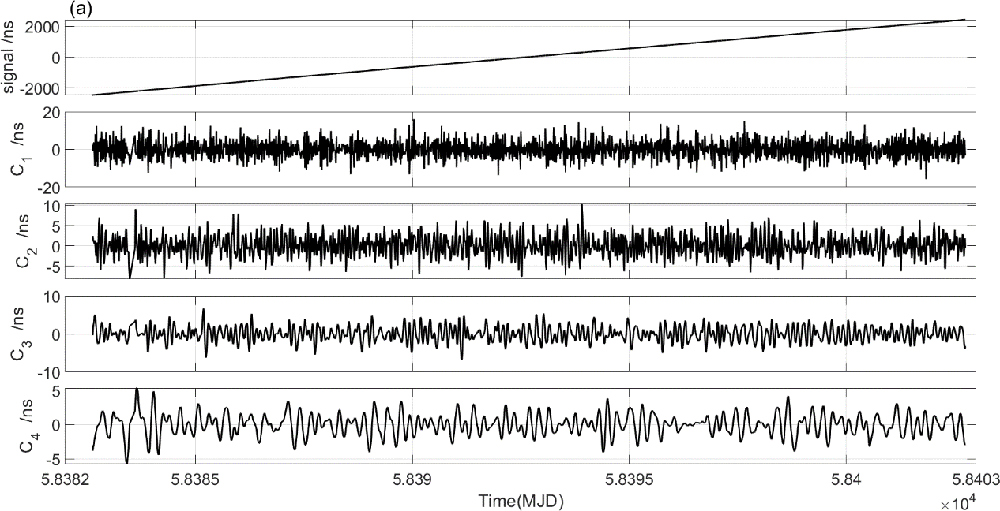 (a)
signal /ns
2000
0
-2000
C1 /ns
20
0
-20
C2 /ns
10
5
0
-5
C3 /ns
10
0
-10
C4 /ns
5
0
-5
5.8382 5.8385 5.839 5.8395 5.84 5.8403
Time(MJD) ×10^4